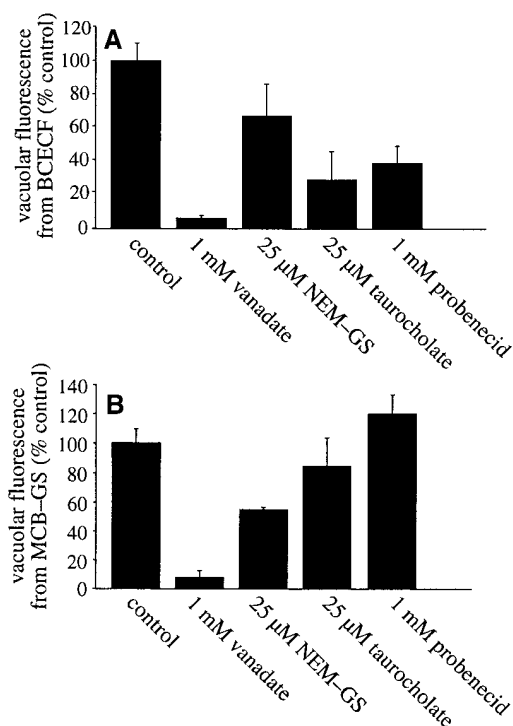 A
vacuolar fluorescence
from BCECF (% control)
120
100
80
60
40
20
0
control
1 mM vanadate
25 µM NEM–GS
25 µM taurocholate
1 mM probenecid
B
vacuolar fluorescence
from MCB–GS (% control)
140
120
100
80
60
40
20
0
control
1 mM vanadate
25 µM NEM–GS
25 µM taurocholate
1 mM probenecid